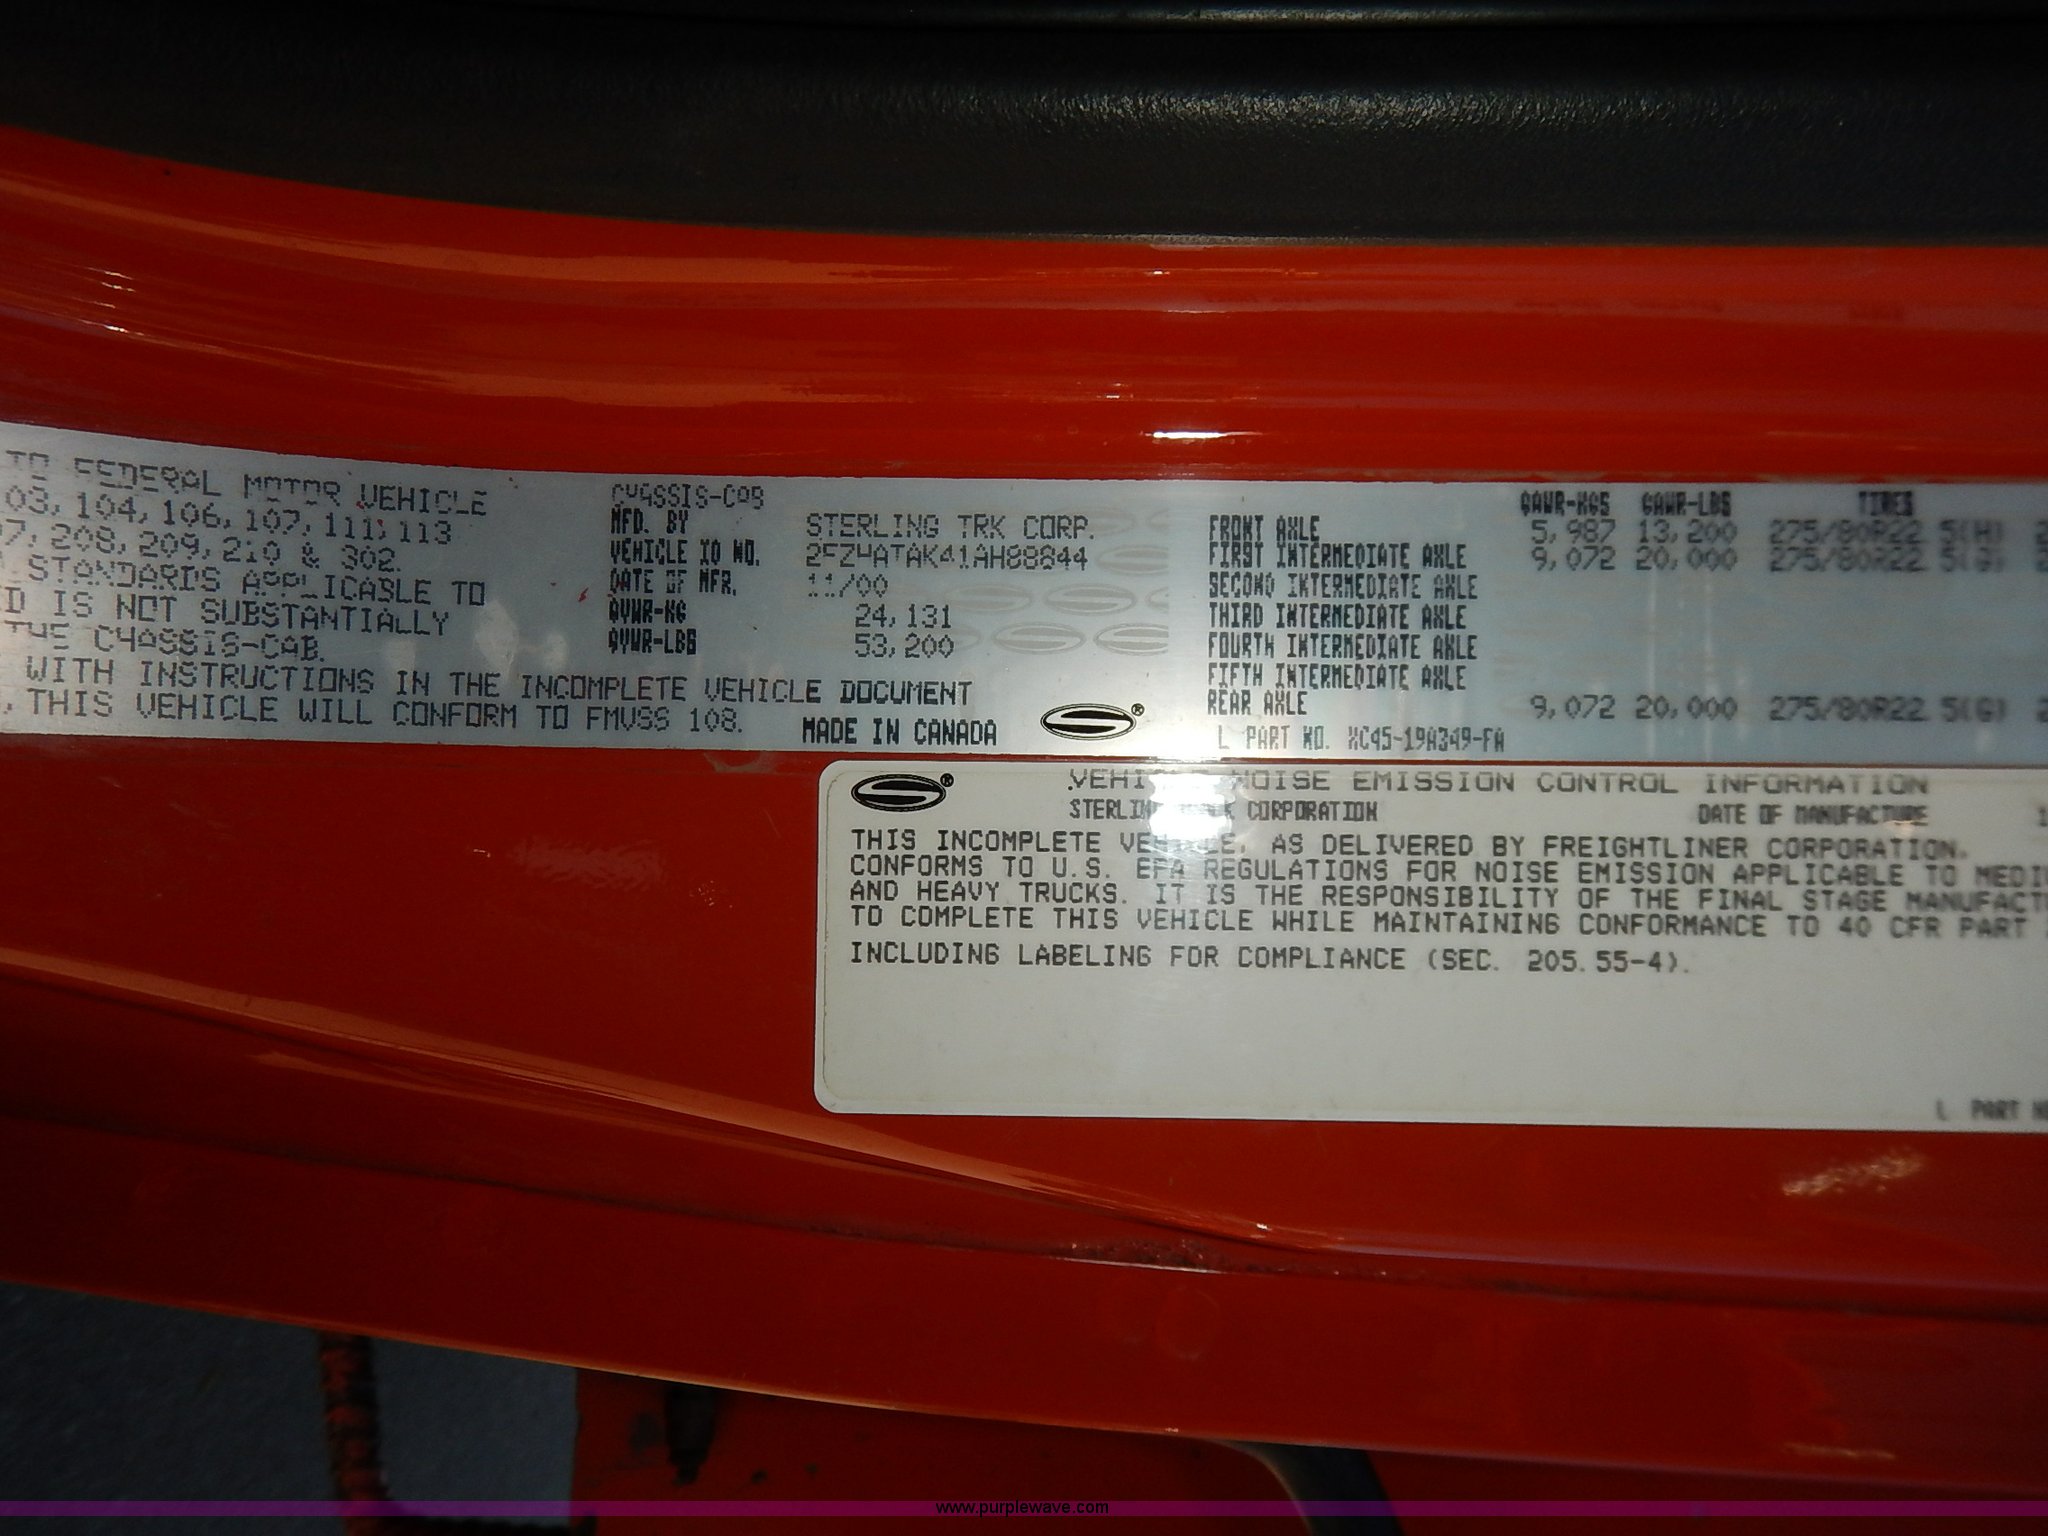 TO FEDERAL MOTOR VEHICLE
03, 104, 106, 107, 111, 113
7, 208, 209, 210 & 302.
STANDARDS APPLICABLE TO
D IS NOT SUBSTANTIALLY
THE CHASSIS-CAB.
WITH INSTRUCTIONS IN THE INCOMPLETE VEHICLE DOCUMENT
, THIS VEHICLE WILL CONFORM TO FMVSS 108.
CHASSIS-CAB
MFD. BY STERLING TRK CORP.
VEHICLE ID NO. 2FZHATAK41AH88644
DATE OF MFR. 11/00
GVWR-KG 24,131
GVWR-LBS 53,200
MADE IN CANADA
GAWR-KGS GAWR-LBS TIRES
FRONT AXLE 5,987 13,200 275/80R22.5(H)
FIRST INTERMEDIATE AXLE 9,072 20,000 275/80R22.5(G)
SECOND INTERMEDIATE AXLE
THIRD INTERMEDIATE AXLE
FOURTH INTERMEDIATE AXLE
FIFTH INTERMEDIATE AXLE
REAR AXLE 9,072 20,000 275/80R22.5(G)
L PART NO. XC45-19A349-FA
VEHICLE NOISE EMISSION CONTROL INFORMATION
STERLING TRUCK CORPORATION DATE OF MANUFACTURE 1
THIS INCOMPLETE VEHICLE, AS DELIVERED BY FREIGHTLINER CORPORATION.
CONFORMS TO U.S. EPA REGULATIONS FOR NOISE EMISSION APPLICABLE TO MEDIU
AND HEAVY TRUCKS. IT IS THE RESPONSIBILITY OF THE FINAL STAGE MANUFACT
TO COMPLETE THIS VEHICLE WHILE MAINTAINING CONFORMANCE TO 40 CFR PART
INCLUDING LABELING FOR COMPLIANCE (SEC. 205.55-4).
L PART N
www.purplewave.com